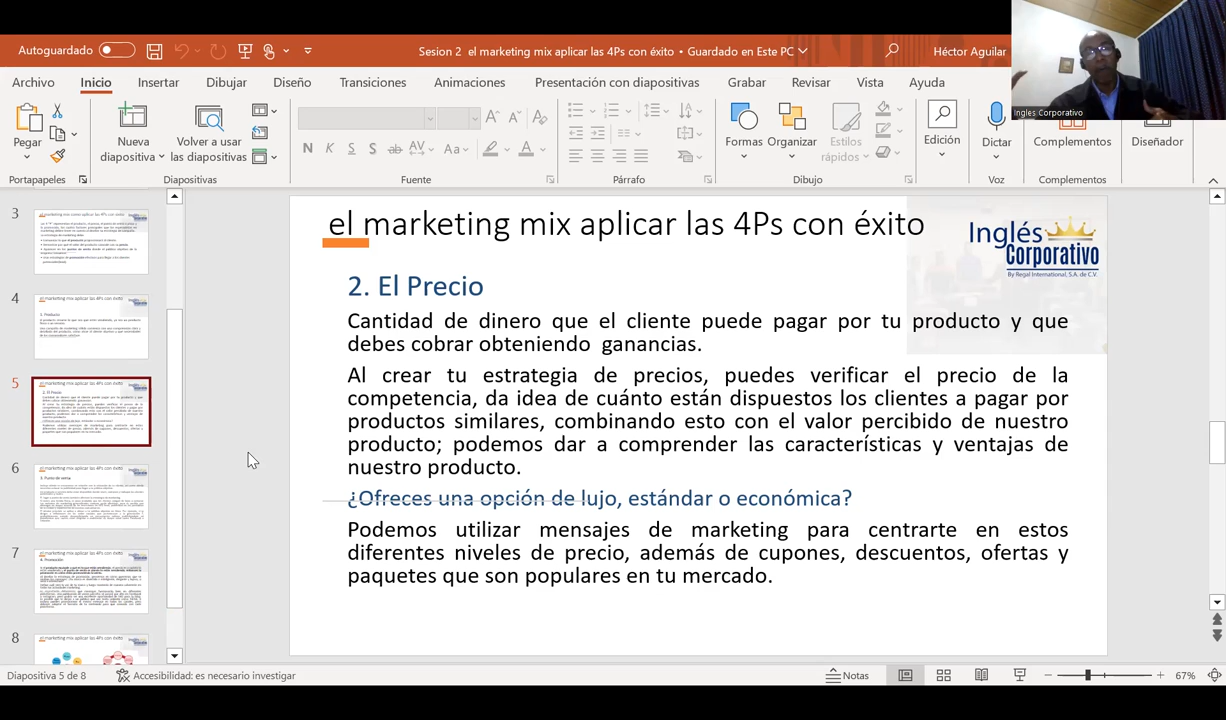 Autoguardado
Sesion 2 el marketing mix aplicar las 4Ps con éxito • Guardado en Este PC
Héctor Aguilar
Ingles Corporativo
Archivo Inicio Insertar Dibujar Diseño Transiciones Animaciones Presentación con diapositivas Grabar Revisar Vista Ayuda
Pegar
Nueva diapositiva
Volver a usar las diapositivas
N K S S ab AV Aa A
Formas Organizar Estilos rápidos
Edición
Dictar
Complementos
Diseñador
Portapapeles Diapositivas Fuente Párrafo Dibujo Voz Complementos
3
4
5
6
7
8
el marketing mix aplicar las 4Ps con éxito
Inglés
Corporativo
By Regal International, S.A. de C.V.
2. El Precio
Cantidad de dinero que el cliente puede pagar por tu producto y que
debes cobrar obteniendo ganancias.
Al crear tu estrategia de precios, puedes verificar el precio de la
competencia, da idea de cuánto están dispuestos los clientes a pagar por
productos similares, combinando esto con el valor percibido de nuestro
producto; podemos dar a comprender las características y ventajas de
nuestro producto.
¿Ofreces una opción de lujo, estándar o económica?
Podemos utilizar mensajes de marketing para centrarte en estos
diferentes niveles de precio, además de cupones, descuentos, ofertas y
paquetes que son populares en tu mercado.
Diapositiva 5 de 8
Accesibilidad: es necesario investigar
Notas
67%